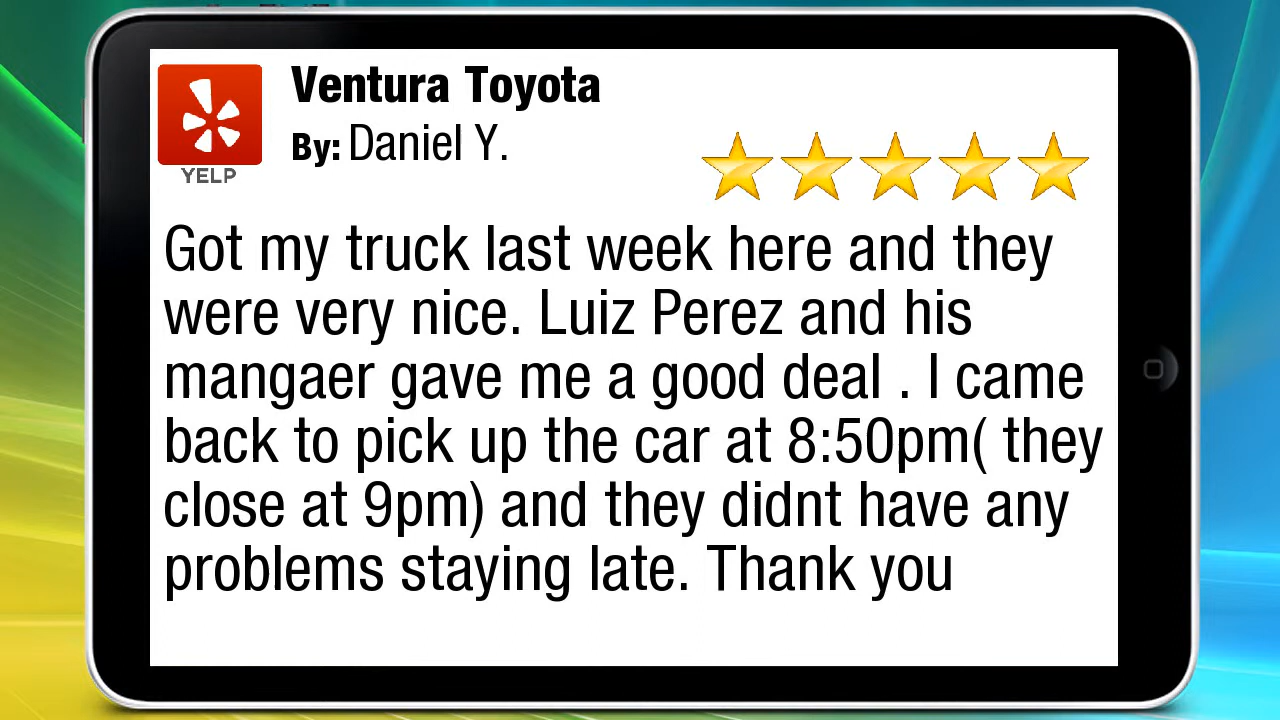 Ventura Toyota
By: Daniel Y.
YELP
Got my truck last week here and they
were very nice. Luiz Perez and his
mangaer gave me a good deal . I came
back to pick up the car at 8:50pm( they
close at 9pm) and they didnt have any
problems staying late. Thank you